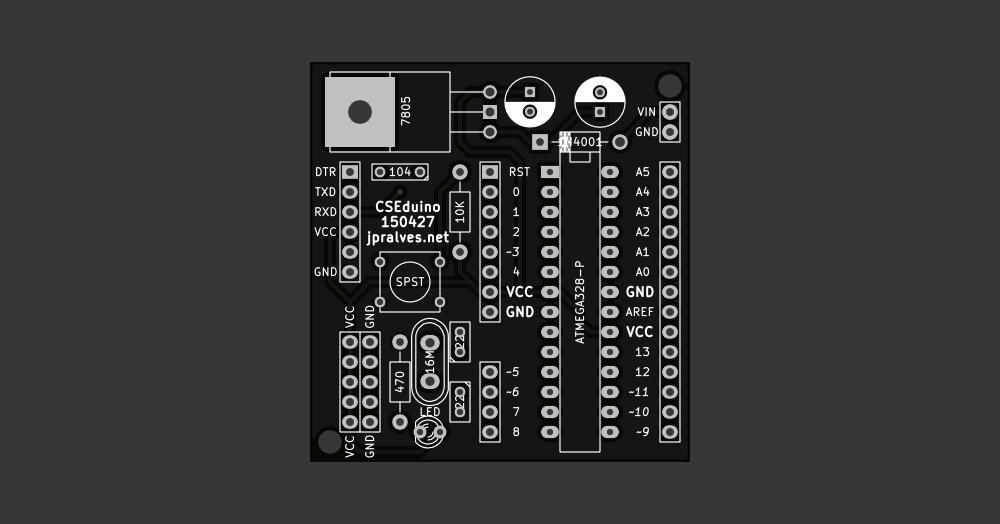 7805
VIN
GND
1N4001
DTR
104
RST
A5
TXD
0
A4
CSEduino
150427
jpralves.net
10K
RXD
1
A3
VCC
2
A2
~3
A1
GND
SPST
4
A0
VCC
GND
GND
AREF
ATMEGA328-P
VCC
GND
VCC
13
22
16M
470
~5
12
~6
~11
22
LED
7
~10
8
~9
VCC
GND